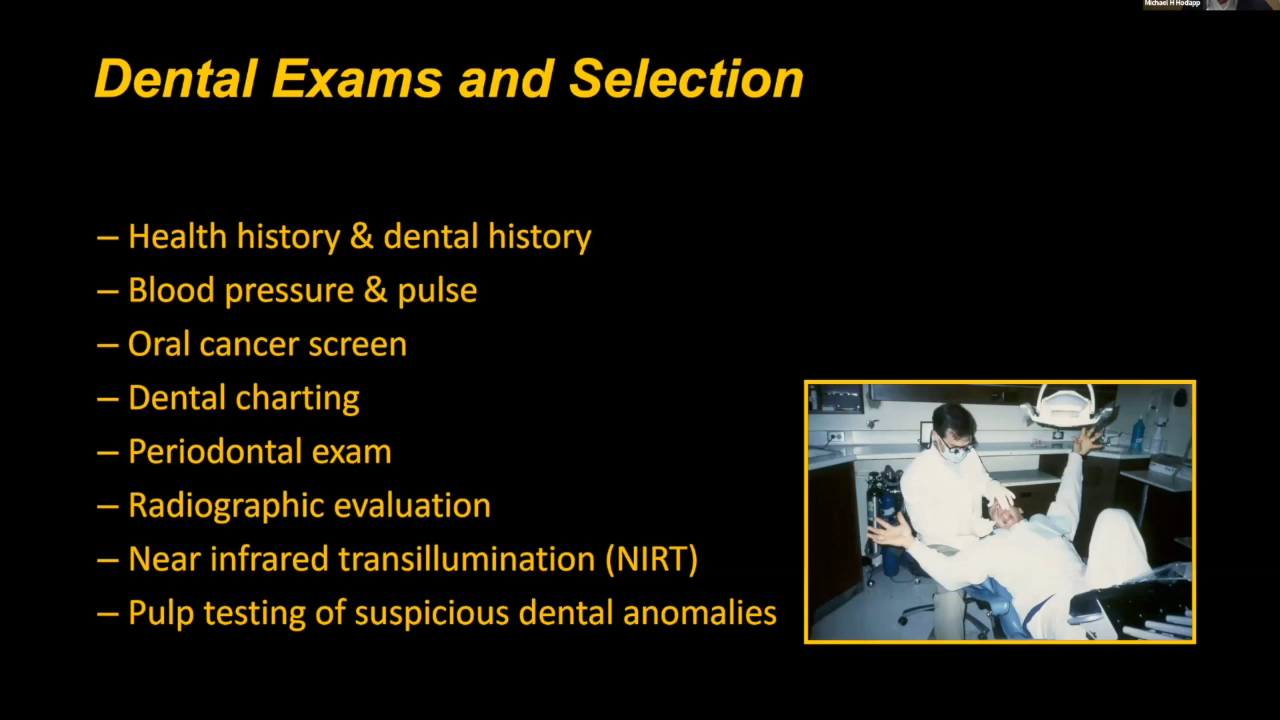 Michael H Hodapp
Dental Exams and Selection
– Health history & dental history
– Blood pressure & pulse
– Oral cancer screen
– Dental charting
– Periodontal exam
– Radiographic evaluation
– Near infrared transillumination (NIRT)
– Pulp testing of suspicious dental anomalies